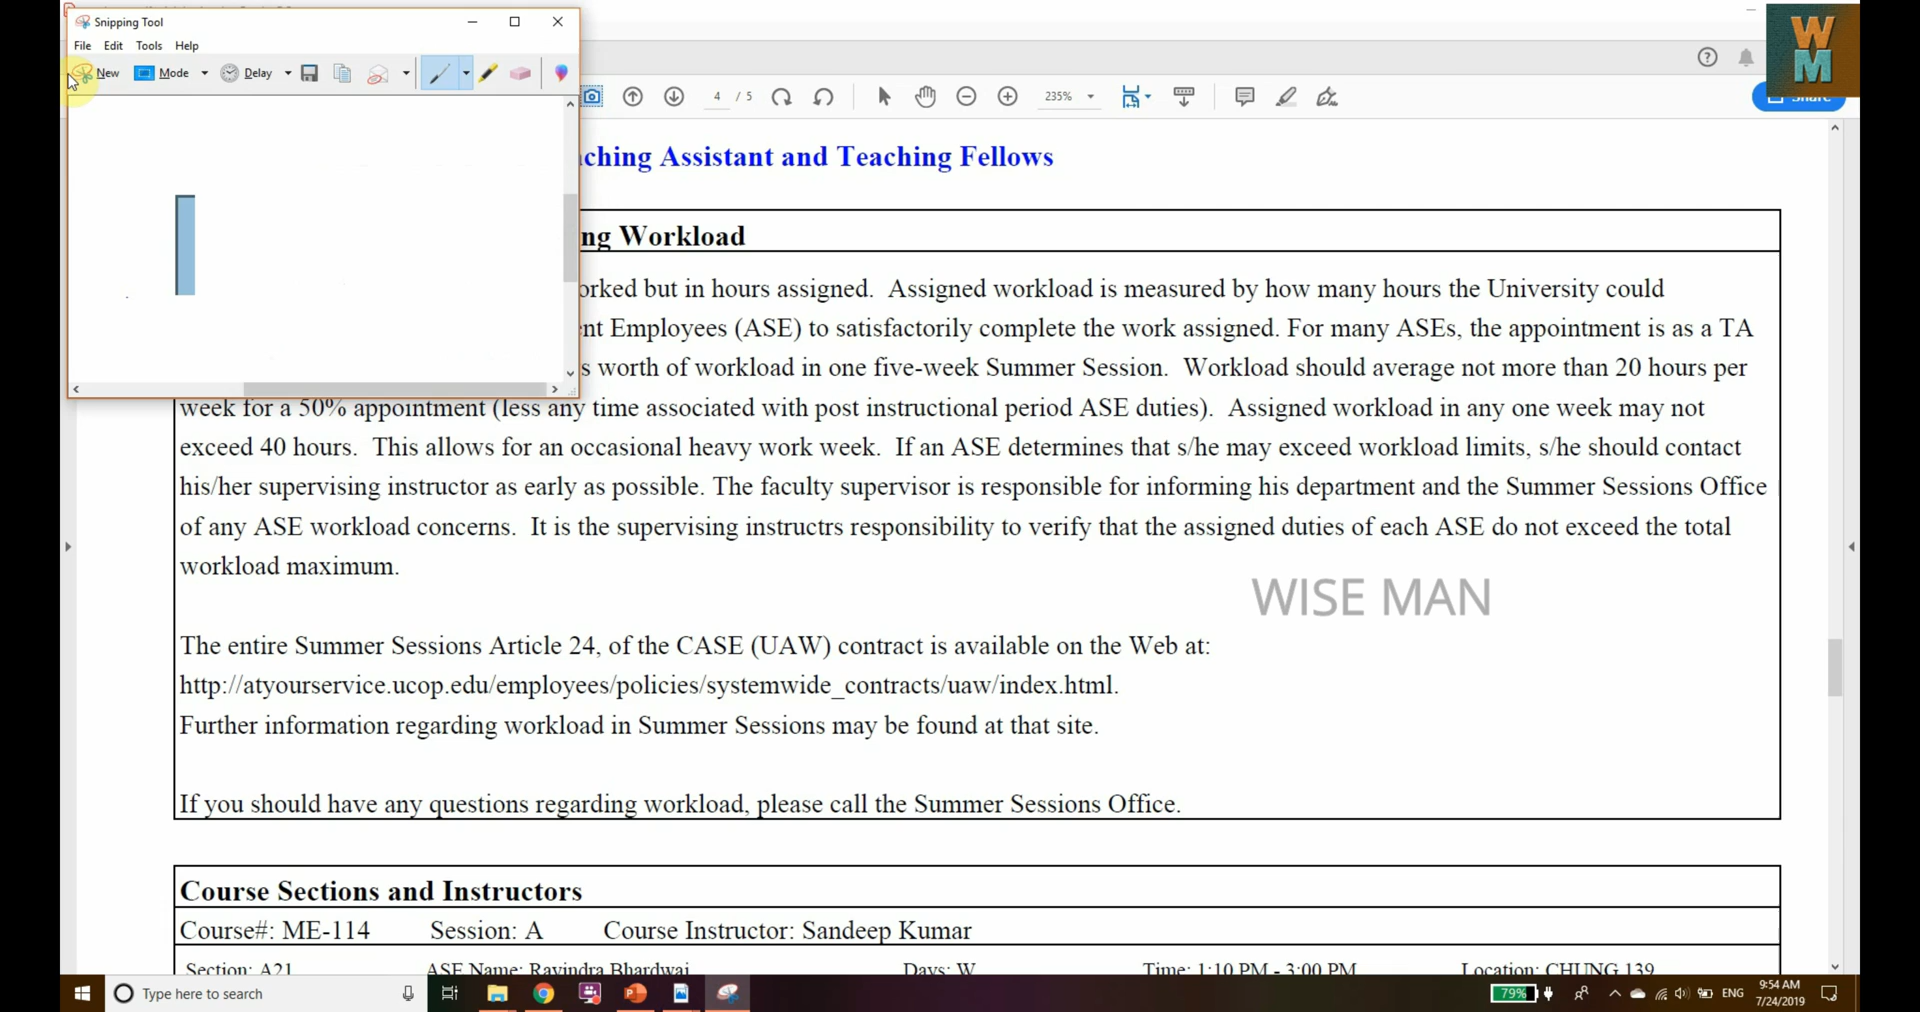 Snipping Tool
File Edit Tools Help
New Mode Delay
W
M
4 / 5 235%
ching Assistant and Teaching Fellows
ng Workload
orked but in hours assigned. Assigned workload is measured by how many hours the University could
nt Employees (ASE) to satisfactorily complete the work assigned. For many ASEs, the appointment is as a TA
s worth of workload in one five-week Summer Session. Workload should average not more than 20 hours per
week for a 50% appointment (less any time associated with post instructional period ASE duties). Assigned workload in any one week may not
exceed 40 hours. This allows for an occasional heavy work week. If an ASE determines that s/he may exceed workload limits, s/he should contact
his/her supervising instructor as early as possible. The faculty supervisor is responsible for informing his department and the Summer Sessions Office
of any ASE workload concerns. It is the supervising instructrs responsibility to verify that the assigned duties of each ASE do not exceed the total
workload maximum.
WISE MAN
The entire Summer Sessions Article 24, of the CASE (UAW) contract is available on the Web at:
http://atyourservice.ucop.edu/employees/policies/systemwide_contracts/uaw/index.html.
Further information regarding workload in Summer Sessions may be found at that site.
If you should have any questions regarding workload, please call the Summer Sessions Office.
Course Sections and Instructors
Course#: ME-114 Session: A Course Instructor: Sandeep Kumar
Section: A21 ASE Name: Ravindra Bhardwaj Days: W Time: 1:10 PM - 3:00 PM Location: CHUNG 139
Type here to search
79% ENG 9:54 AM
7/24/2019